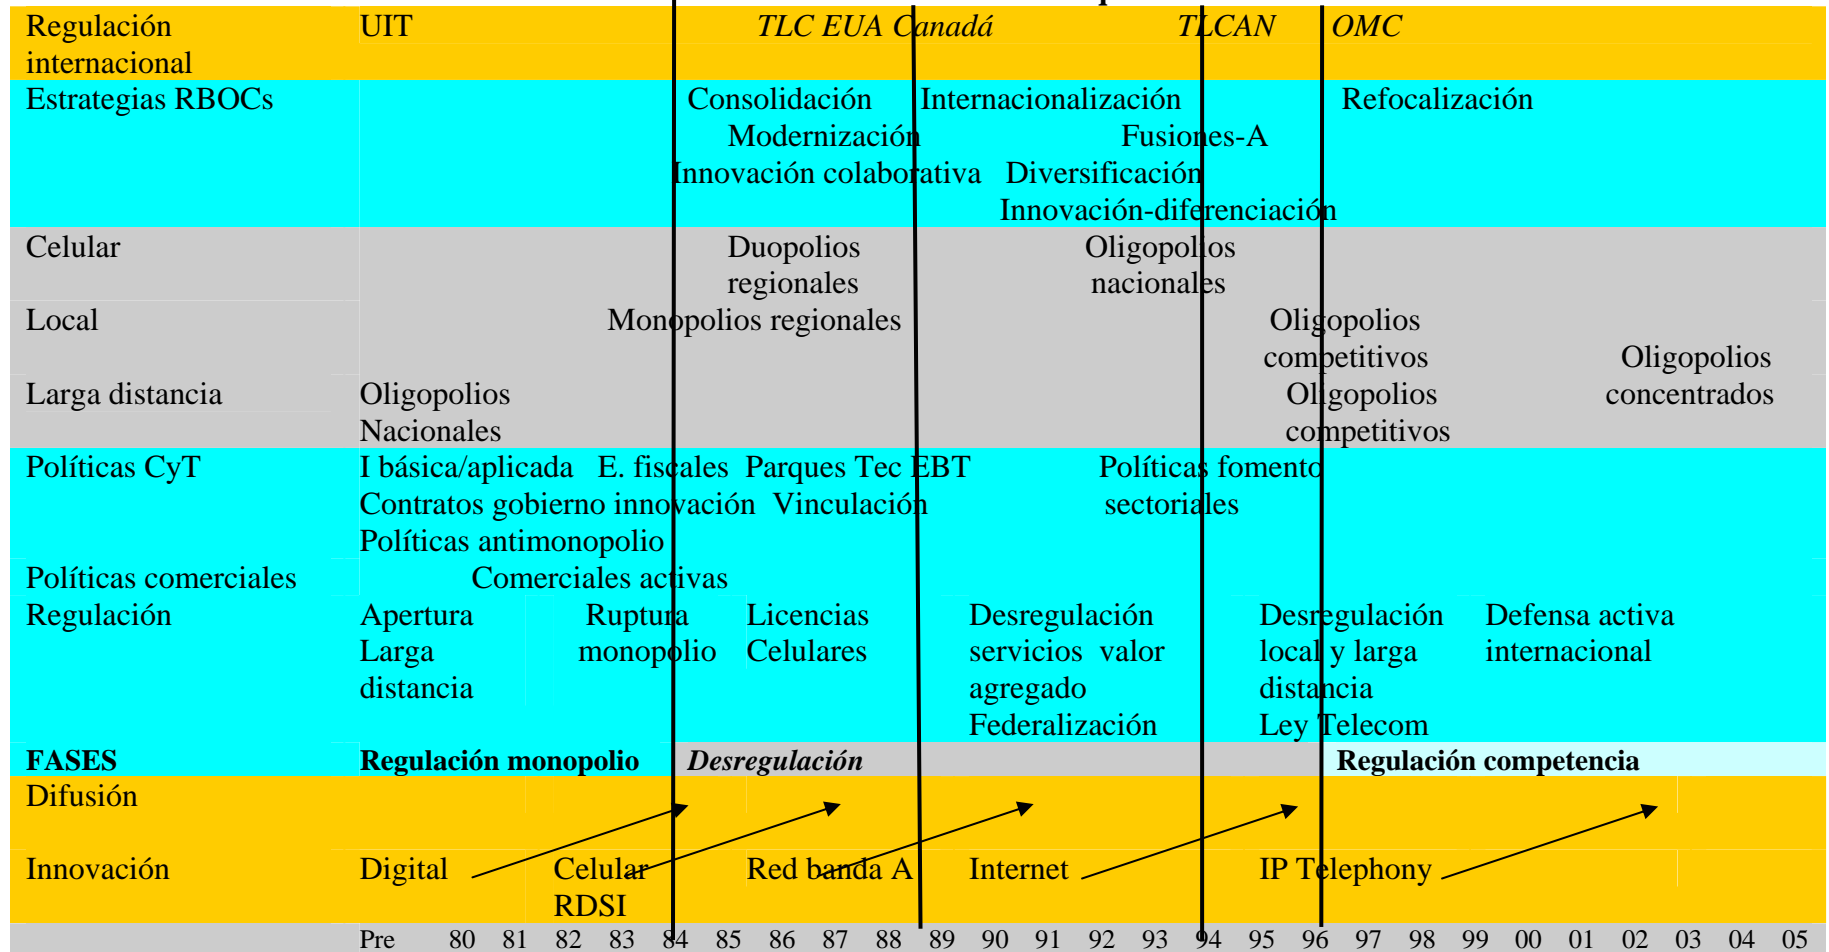 Regulación UIT TLC EUA Canadá TLCAN OMC
internacional
Estrategias RBOCs Consolidación Internacionalización Refocalización
Modernización Fusiones-A
Innovación colaborativa Diversificación
Innovación-diferenciación
Celular Duopolios Oligopolios
regionales nacionales
Local Monopolios regionales Oligopolios
competitivos Oligopolios
Larga distancia Oligopolios Oligopolios concentrados
Nacionales competitivos
Políticas CyT I básica/aplicada E. fiscales Parques Tec EBT Políticas fomento
Contratos gobierno innovación Vinculación sectoriales
Políticas antimonopolio
Políticas comerciales Comerciales activas
Regulación Apertura Ruptura Licencias Desregulación Desregulación Defensa activa
Larga monopolio Celulares servicios valor local y larga internacional
distancia agregado distancia
Federalización Ley Telecom
FASES Regulación monopolio Desregulación Regulación competencia
Difusión
Innovación Digital Celular Red banda A Internet IP Telephony
RDSI
Pre 80 81 82 83 84 85 86 87 88 89 90 91 92 93 94 95 96 97 98 99 00 01 02 03 04 05